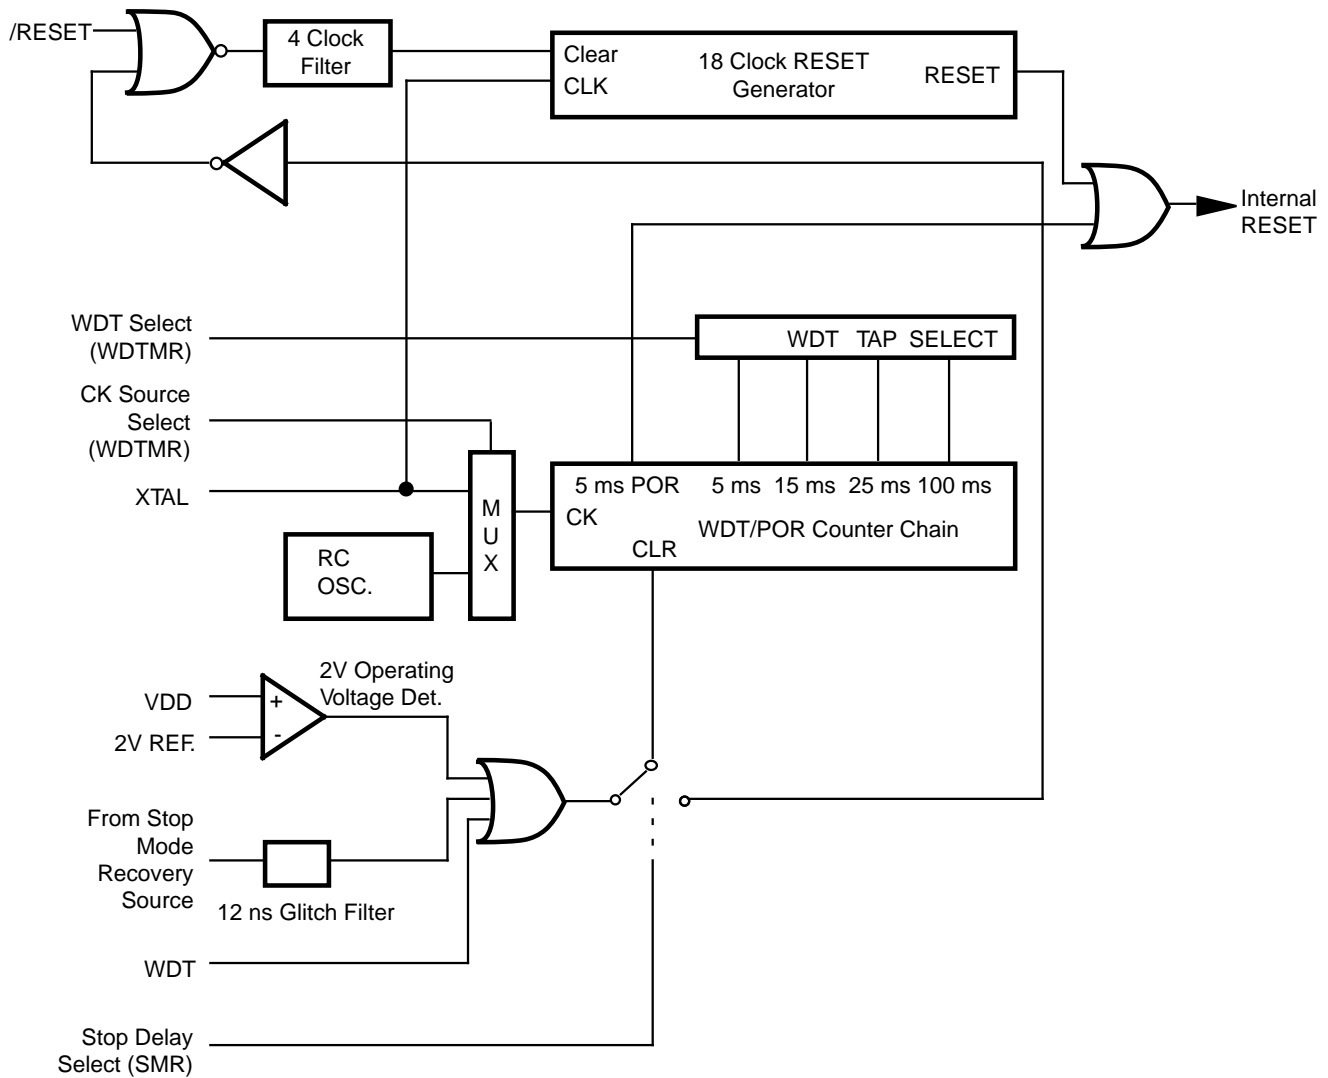 /RESET
4 Clock
Filter
Clear
CLK
18 Clock RESET
Generator
RESET
Internal
RESET
WDT Select
(WDTMR)
WDT TAP SELECT
CK Source
Select
(WDTMR)
XTAL
M
U
X
5 ms POR 5 ms 15 ms 25 ms 100 ms
CK
WDT/POR Counter Chain
CLR
RC
OSC.
2V Operating
Voltage Det.
VDD
+
2V REF.
-
From Stop
Mode
Recovery
Source
12 ns Glitch Filter
WDT
Stop Delay
Select (SMR)